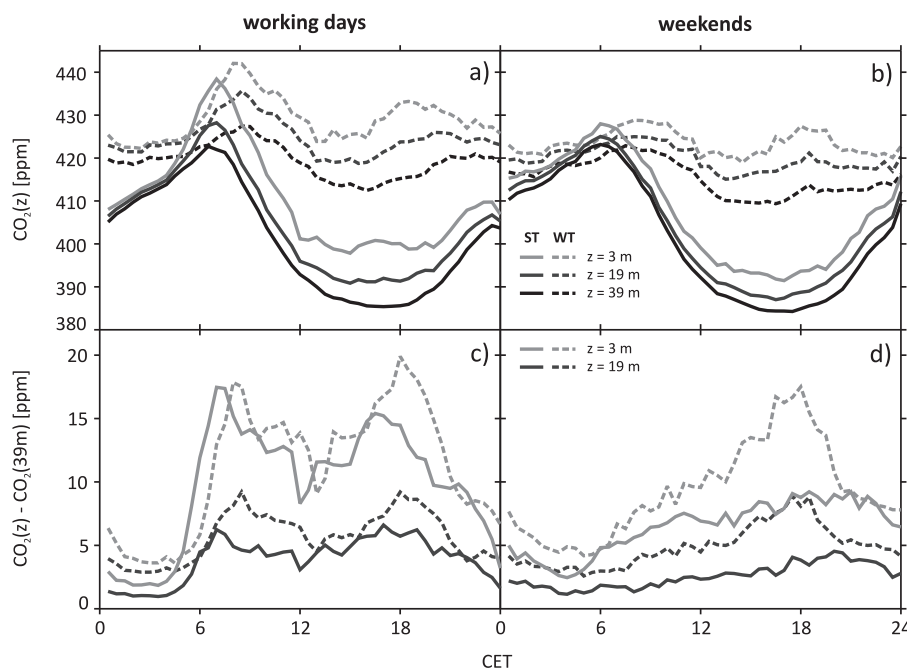 working days
weekends
CO₂(z) [ppm]
440
430
420
410
400
390
380
a)
b)
ST WT
z = 3 m
z = 19 m
z = 39 m
CO₂(z) - CO₂(39m) [ppm]
20
15
10
5
0
c)
d)
z = 3 m
z = 19 m
0 6 12 18 0 6 12 18 24
CET